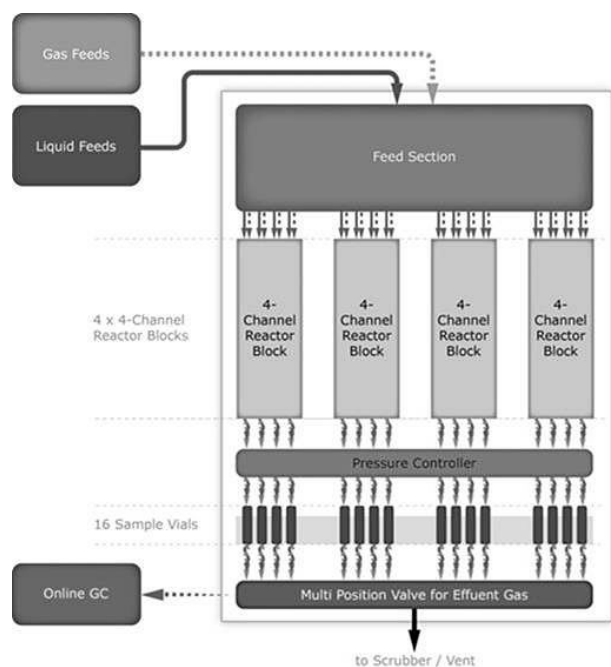 Gas Feeds
Liquid Feeds
Feed Section
4 x 4-Channel
Reactor Blocks
4-
Channel
Reactor
Block
4-
Channel
Reactor
Block
4-
Channel
Reactor
Block
4-
Channel
Reactor
Block
Pressure Controller
16 Sample Vials
Online GC
Multi Position Valve for Effuent Gas
to Scrubber / Vent